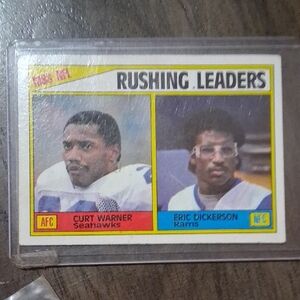 1983 NFL
RUSHING LEADERS
AFC
CURT WARNER
Seahawks
ERIC DICKERSON
Rams
NFC